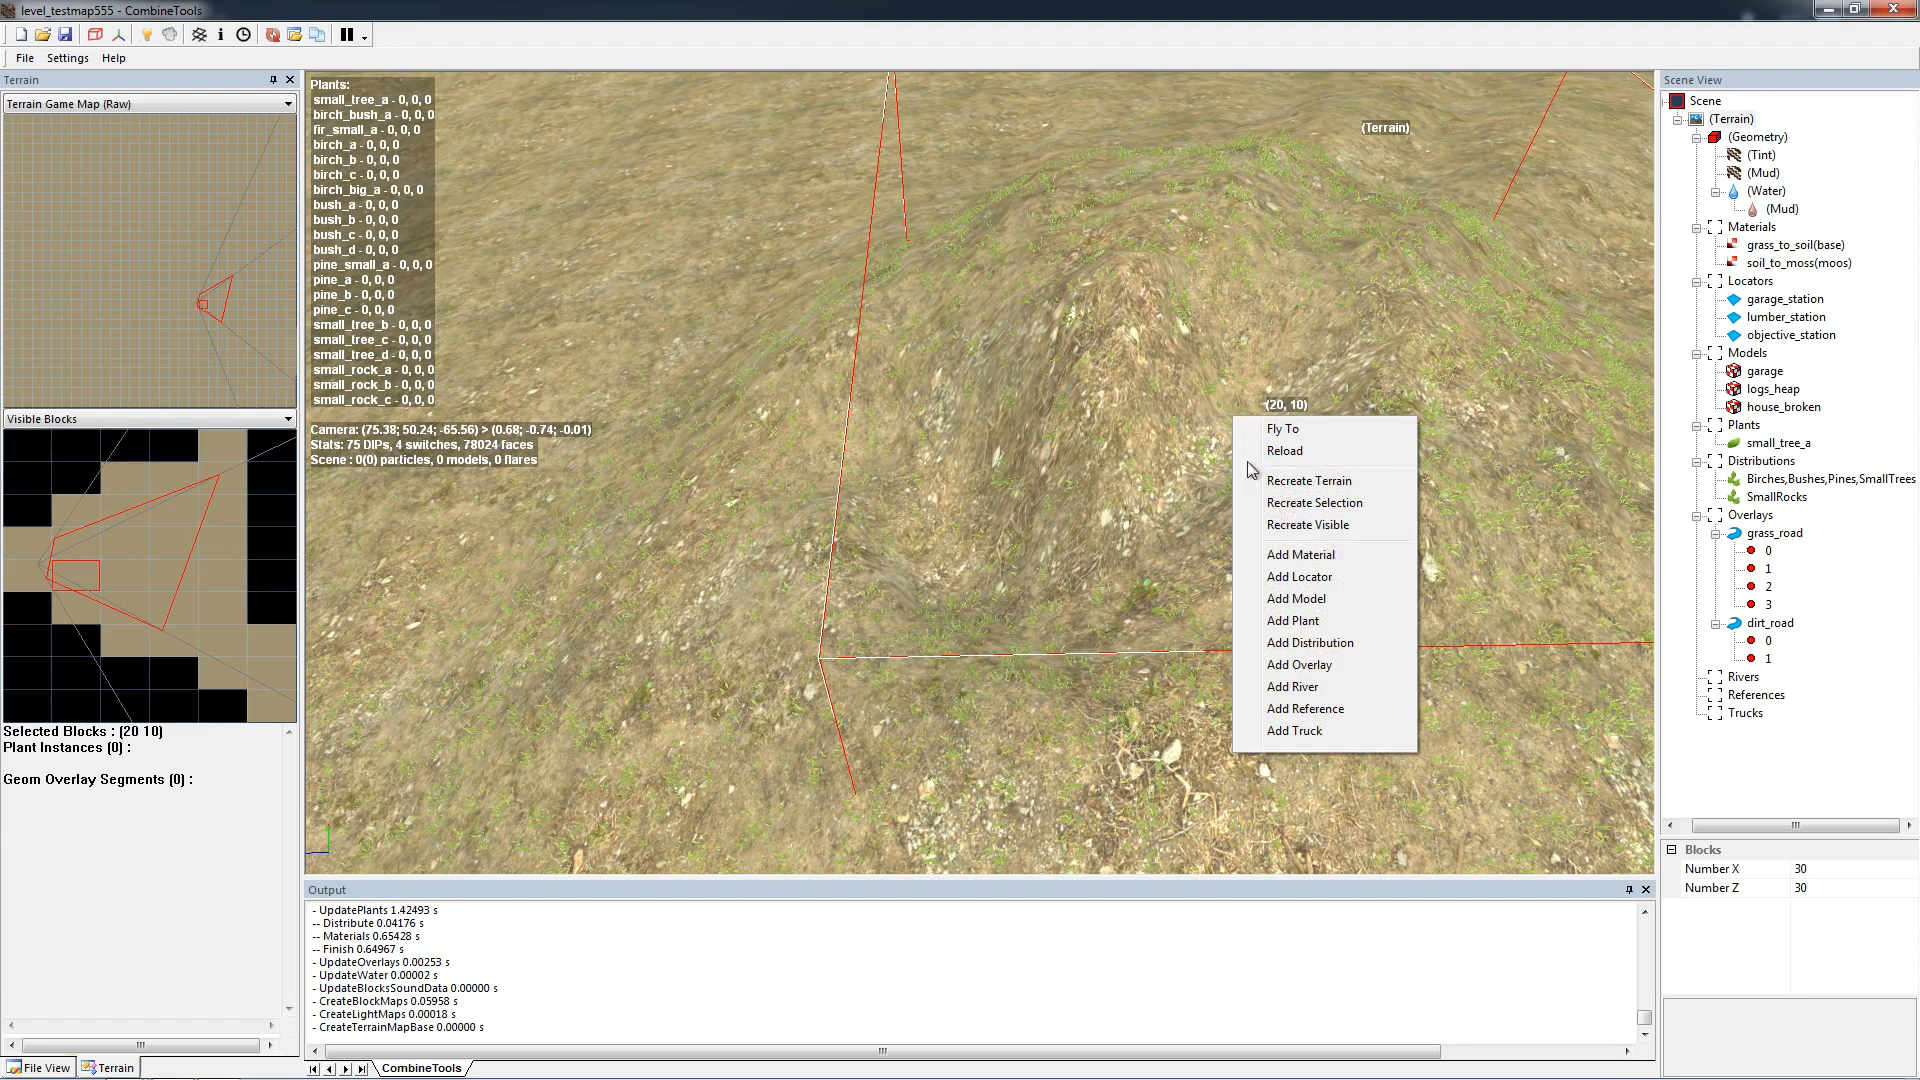 level_testmap555 - CombineTools
File Settings Help
Terrain
Terrain Game Map (Raw)
Visible Blocks
Selected Blocks : (20 10)
Plant Instances (0) :
Geom Overlay Segments (0) :
File View
Terrain
Plants:
small_tree_a - 0, 0, 0
birch_bush_a - 0, 0, 0
fir_small_a - 0, 0, 0
birch_a - 0, 0, 0
birch_b - 0, 0, 0
birch_c - 0, 0, 0
birch_big_a - 0, 0, 0
bush_a - 0, 0, 0
bush_b - 0, 0, 0
bush_c - 0, 0, 0
bush_d - 0, 0, 0
pine_small_a - 0, 0, 0
pine_a - 0, 0, 0
pine_b - 0, 0, 0
pine_c - 0, 0, 0
small_tree_b - 0, 0, 0
small_tree_c - 0, 0, 0
small_tree_d - 0, 0, 0
small_rock_a - 0, 0, 0
small_rock_b - 0, 0, 0
small_rock_c - 0, 0, 0
Camera: (75.38; 50.24; -65.56) > (0.68; -0.74; -0.01)
Stats: 75 DIPs, 4 switches, 78024 faces
Scene : 0(0) particles, 0 models, 0 flares
(Terrain)
(20, 10)
Fly To
Reload
Recreate Terrain
Recreate Selection
Recreate Visible
Add Material
Add Locator
Add Model
Add Plant
Add Distribution
Add Overlay
Add River
Add Reference
Add Truck
Output
- UpdatePlants 1.42493 s
-- Distribute 0.04176 s
-- Materials 0.65428 s
-- Finish 0.64967 s
- UpdateOverlays 0.00253 s
- UpdateWater 0.00002 s
- UpdateBlocksSoundData 0.00000 s
- CreateBlockMaps 0.05958 s
- CreateLightMaps 0.00018 s
- CreateTerrainMapBase 0.00000 s
CombineTools
Scene View
Scene
(Terrain)
(Geometry)
(Tint)
(Mud)
(Water)
(Mud)
Materials
grass_to_soil(base)
soil_to_moss(moos)
Locators
garage_station
lumber_station
objective_station
Models
garage
logs_heap
house_broken
Plants
small_tree_a
Distributions
Birches,Bushes,Pines,SmallTrees
SmallRocks
Overlays
grass_road
0
1
2
3
dirt_road
0
1
Rivers
References
Trucks
Blocks
Number X 30
Number Z 30